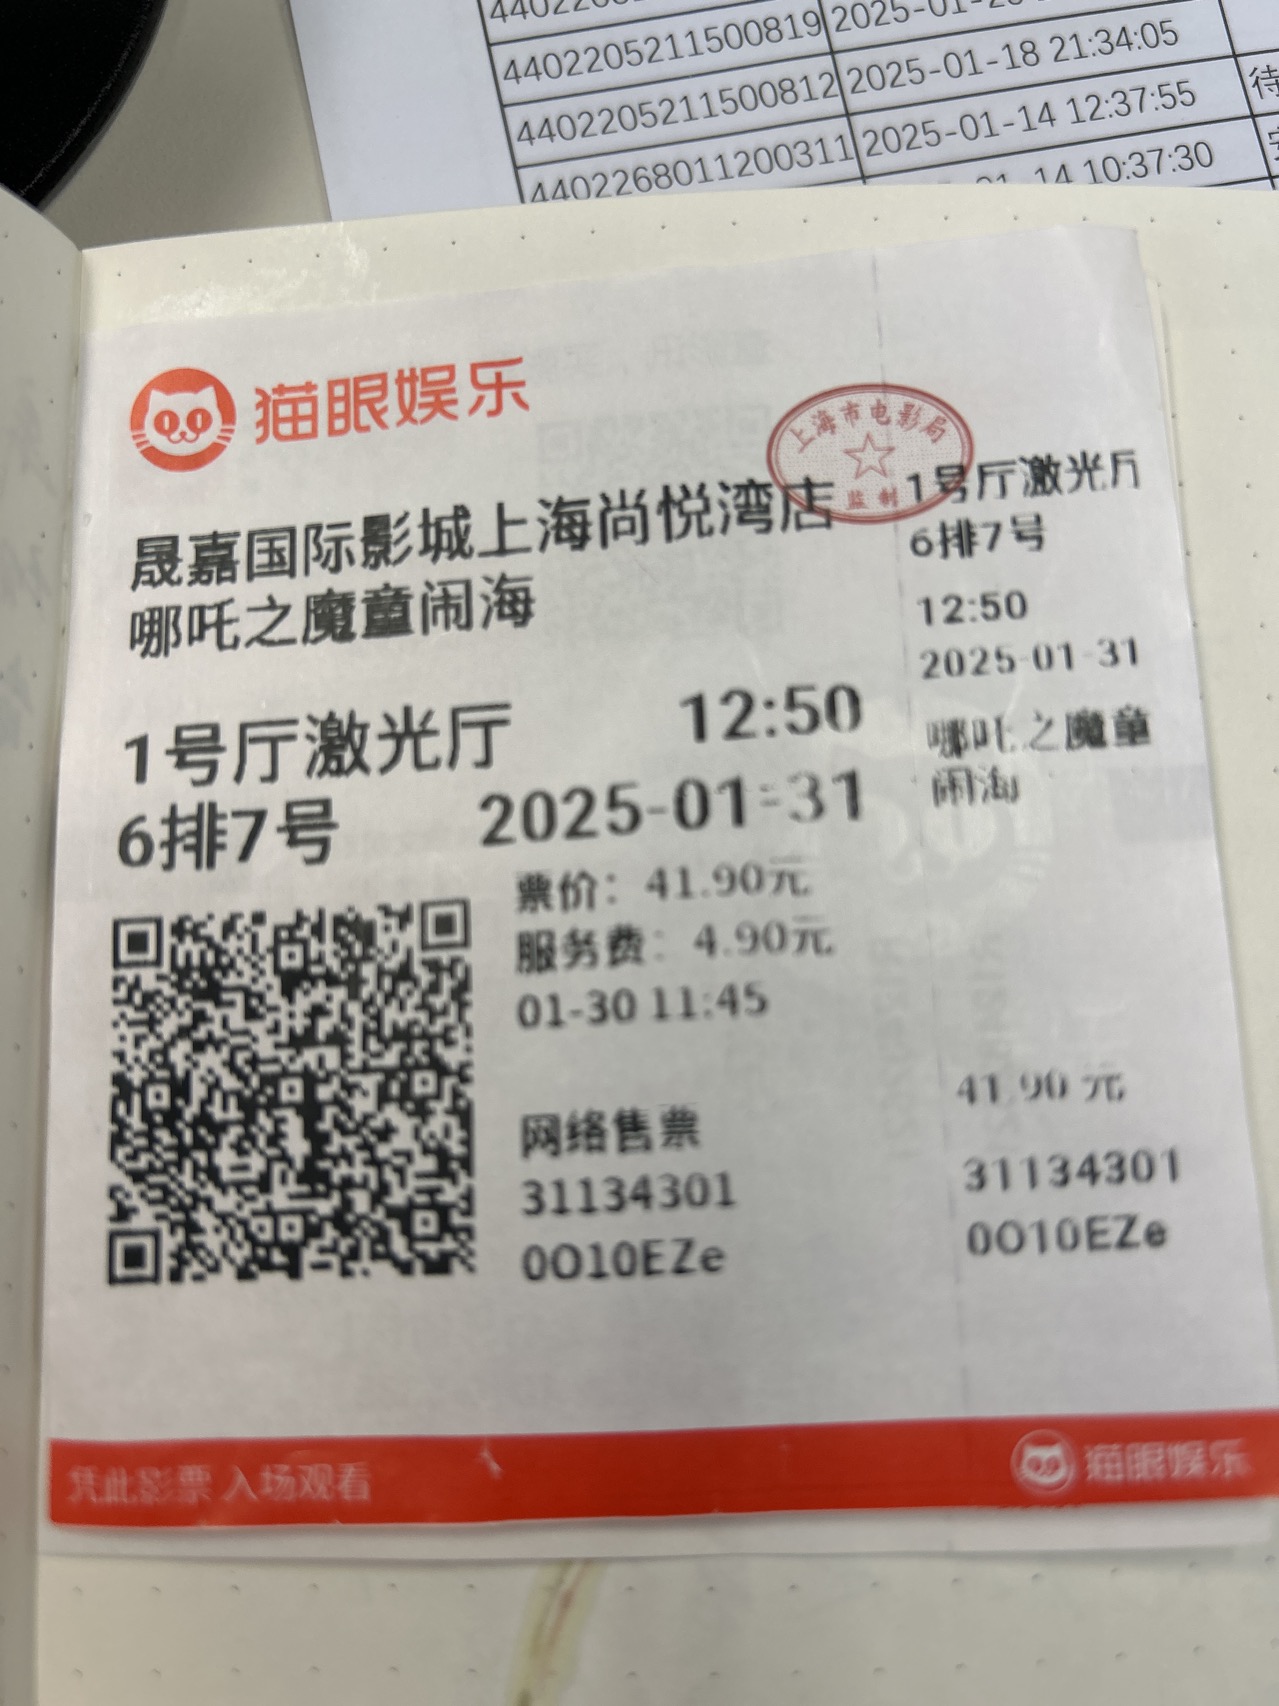 4402205211500819
4402205211500812 2025-01-18 21:34:05
4402268011200311 2025-01-14 12:37:55 待
01-14 10:37:30
猫眼娱乐
上海市电影局
监制
晟嘉国际影城上海尚悦湾店
哪吒之魔童闹海
1号厅激光厅 12:50
6排7号 2025-01-31
票价：41.90元
服务费：4.90元
01-30 11:45
网络售票
31134301
0O10EZe
1号厅激光厅
6排7号
12:50
2025-01-31
哪吒之魔童
闹海
41.90 元
31134301
0O10EZe
凭此影票 入场观看
猫眼娱乐